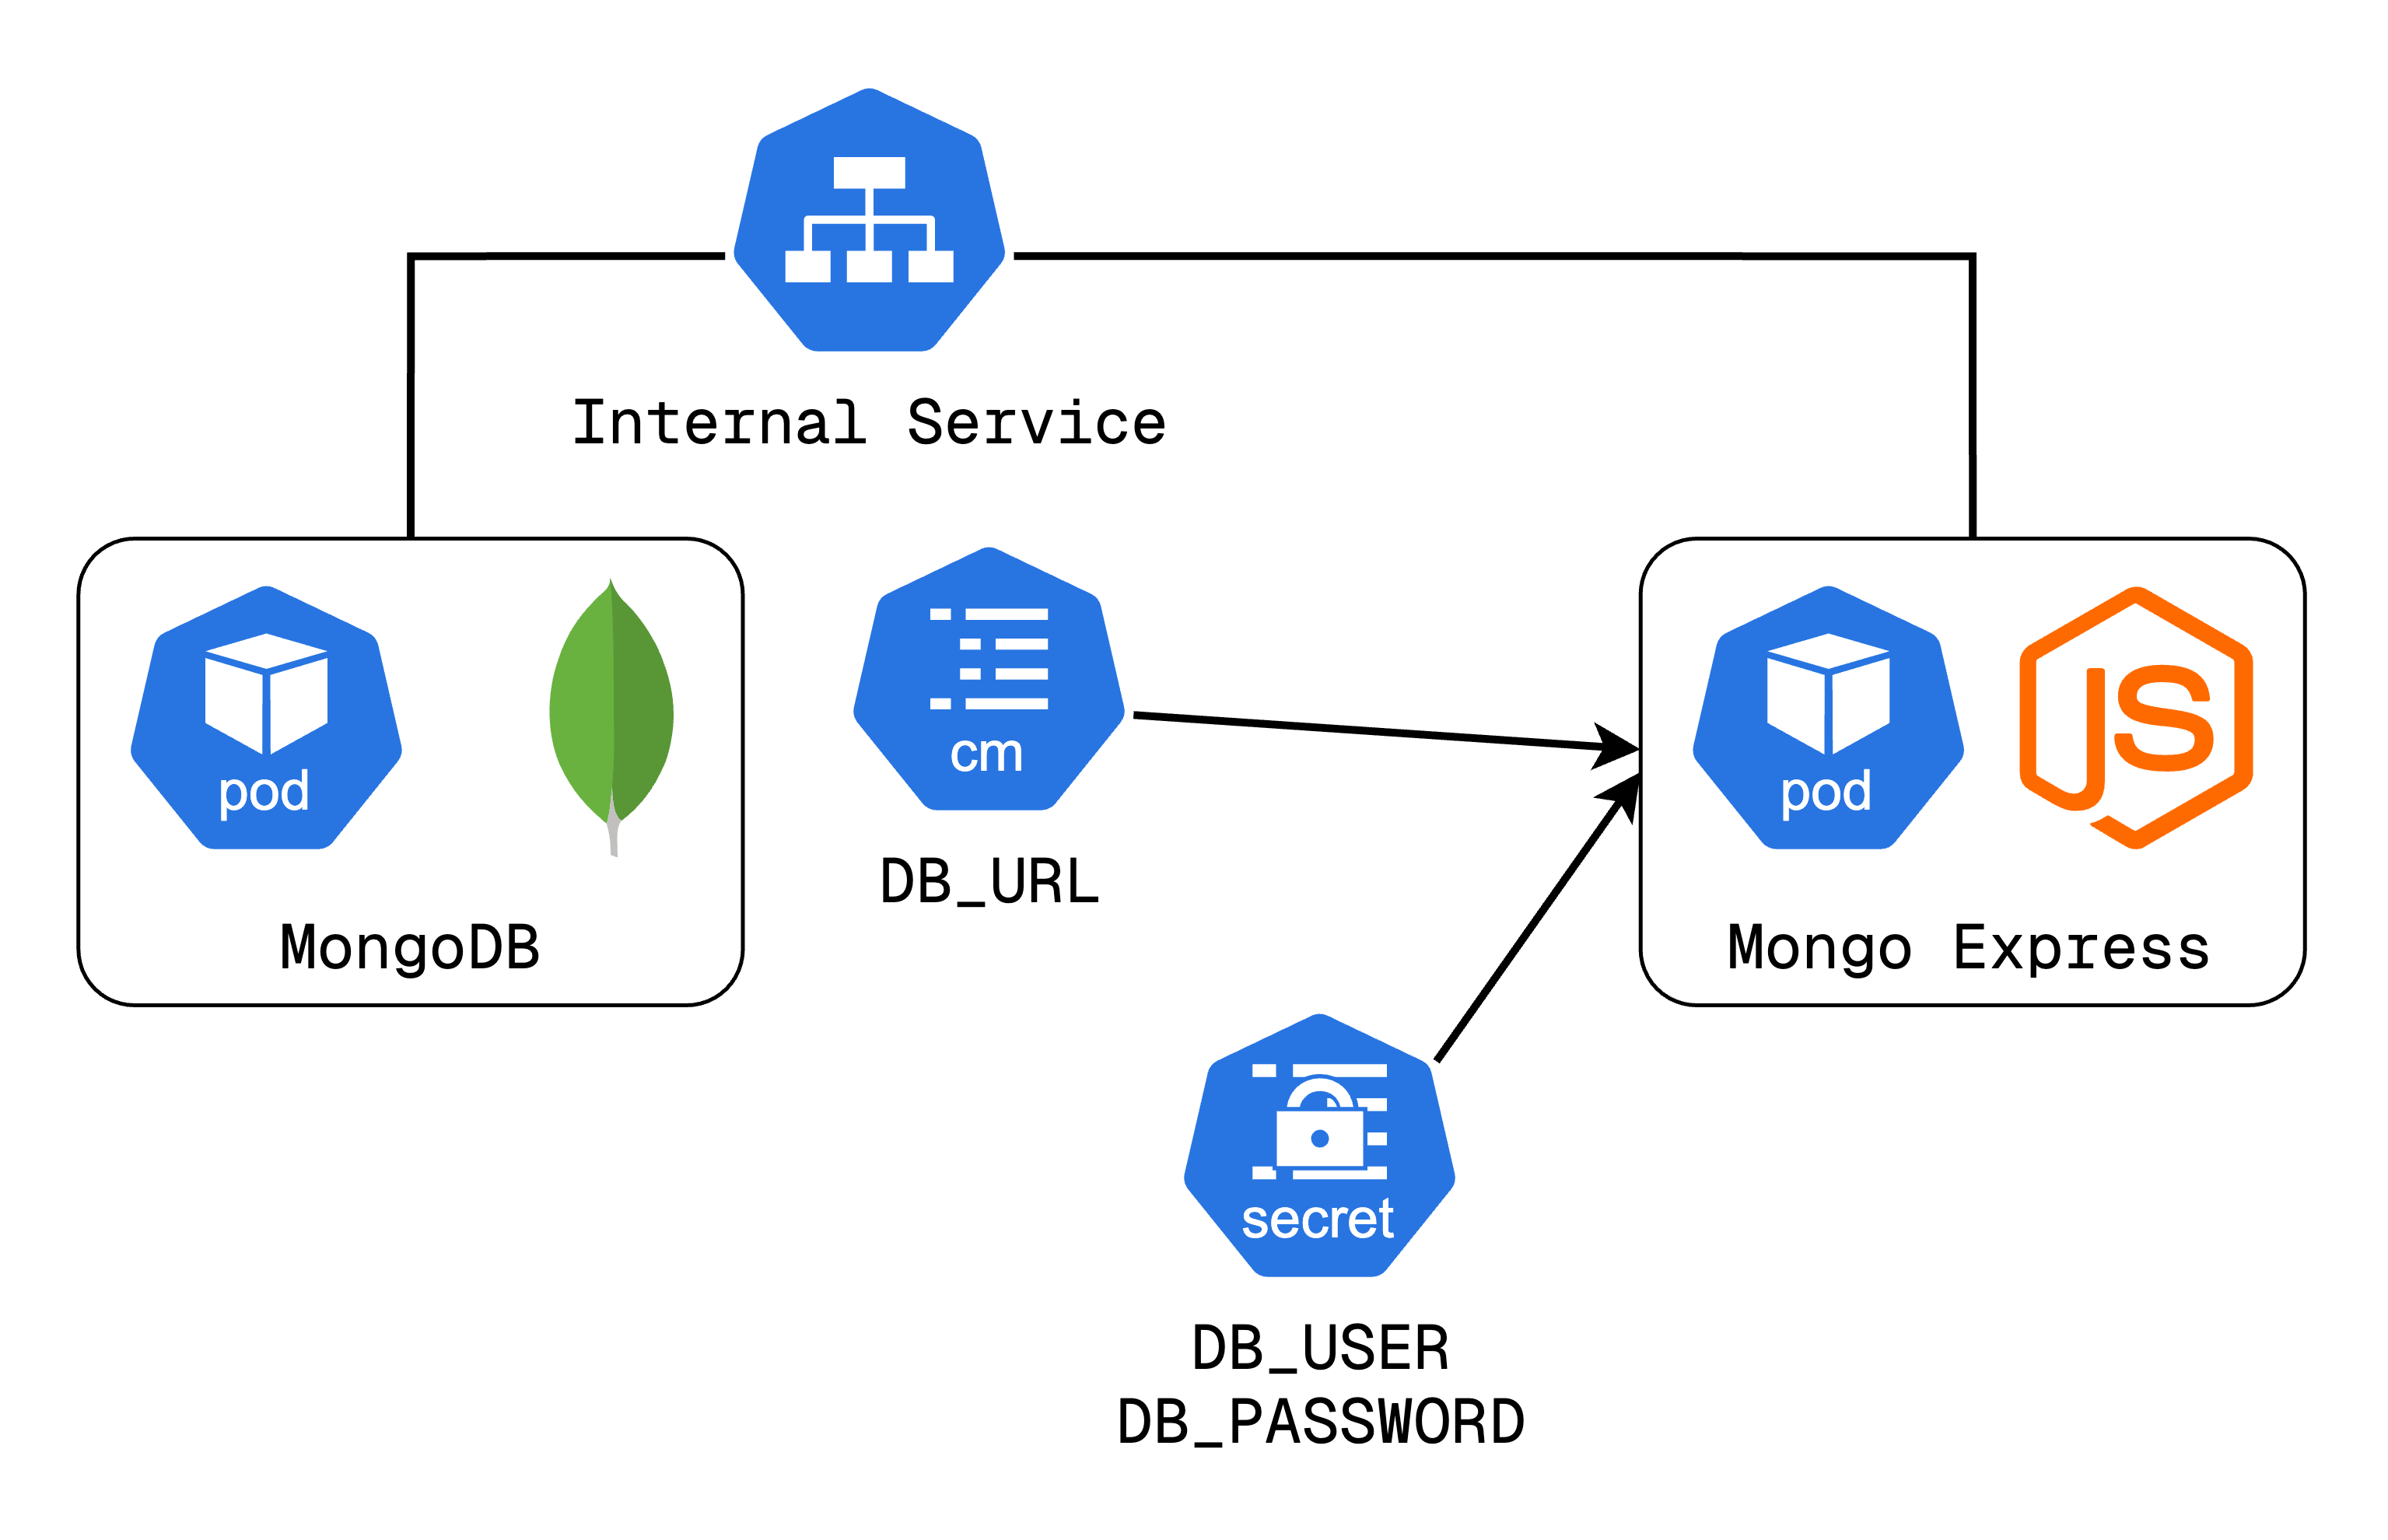 Internal Service
pod
MongoDB
cm
DB_URL
pod
JS
Mongo Express
secret
DB_USER
DB_PASSWORD